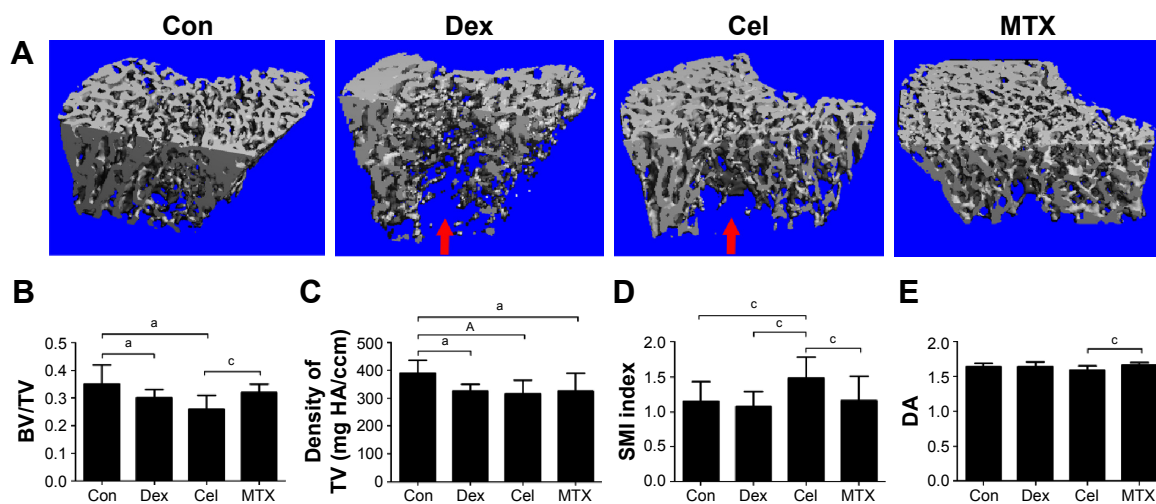 Con Dex Cel MTX
A
B
a
a
c
BV/TV
0.5
0.4
0.3
0.2
0.1
0.0
Con Dex Cel MTX
C
a
A
a
Density of
TV (mg HA/ccm)
500
400
300
200
100
0
Con Dex Cel MTX
D
c
c
c
SMI index
2.0
1.5
1.0
0.5
0.0
Con Dex Cel MTX
E
c
DA
2.0
1.5
1.0
0.5
0.0
Con Dex Cel MTX